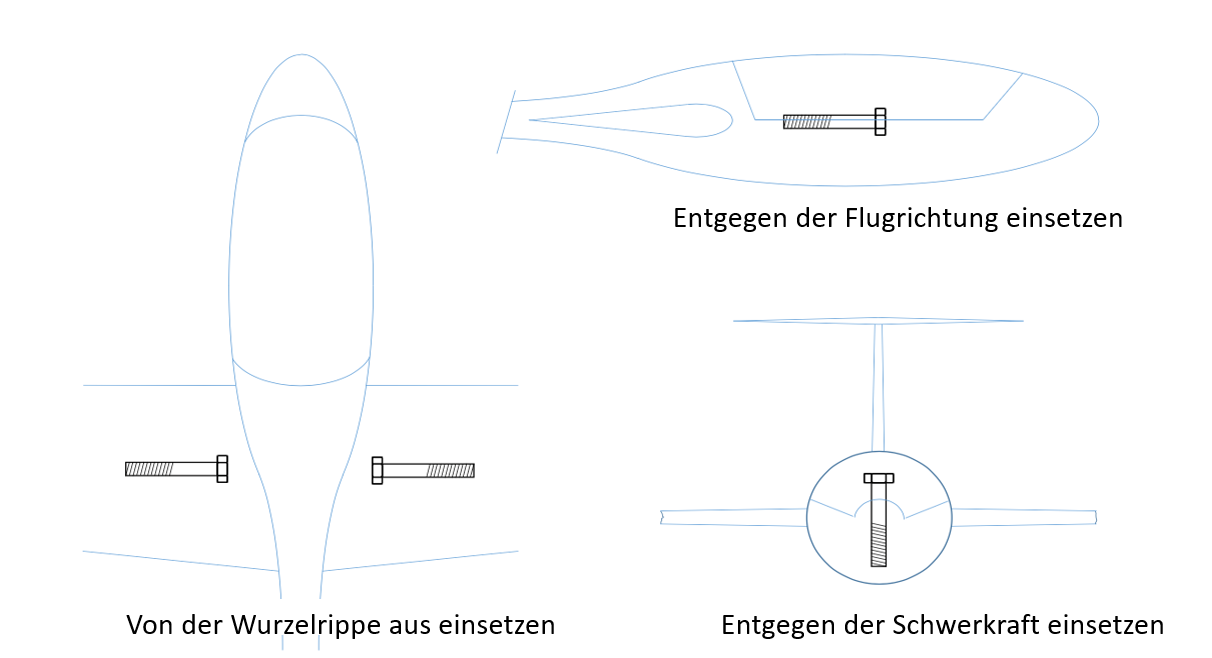 Entgegen der Flugrichtung einsetzen
Von der Wurzelrippe aus einsetzen
Entgegen der Schwerkraft einsetzen